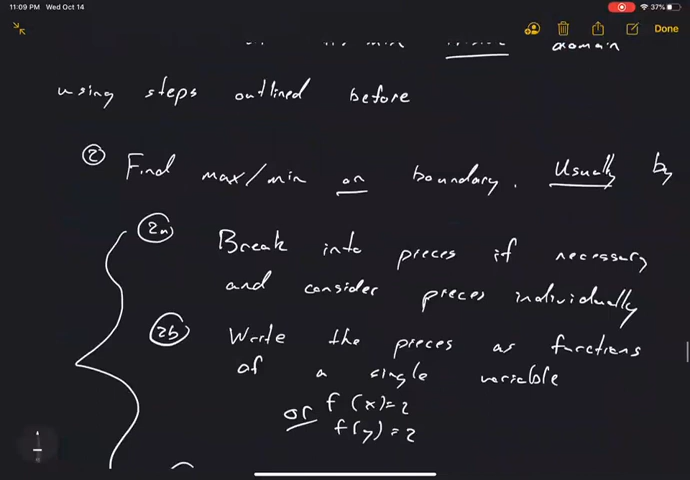 11:09 PM Wed Oct 14
37%
Done
domain
using steps outlined before
② Find max/min on boundary. Usually by
2a Break into pieces if necessary
and consider pieces individually
2b Write the pieces as functions
of a single variable
or f(x)=z
f(y)=z